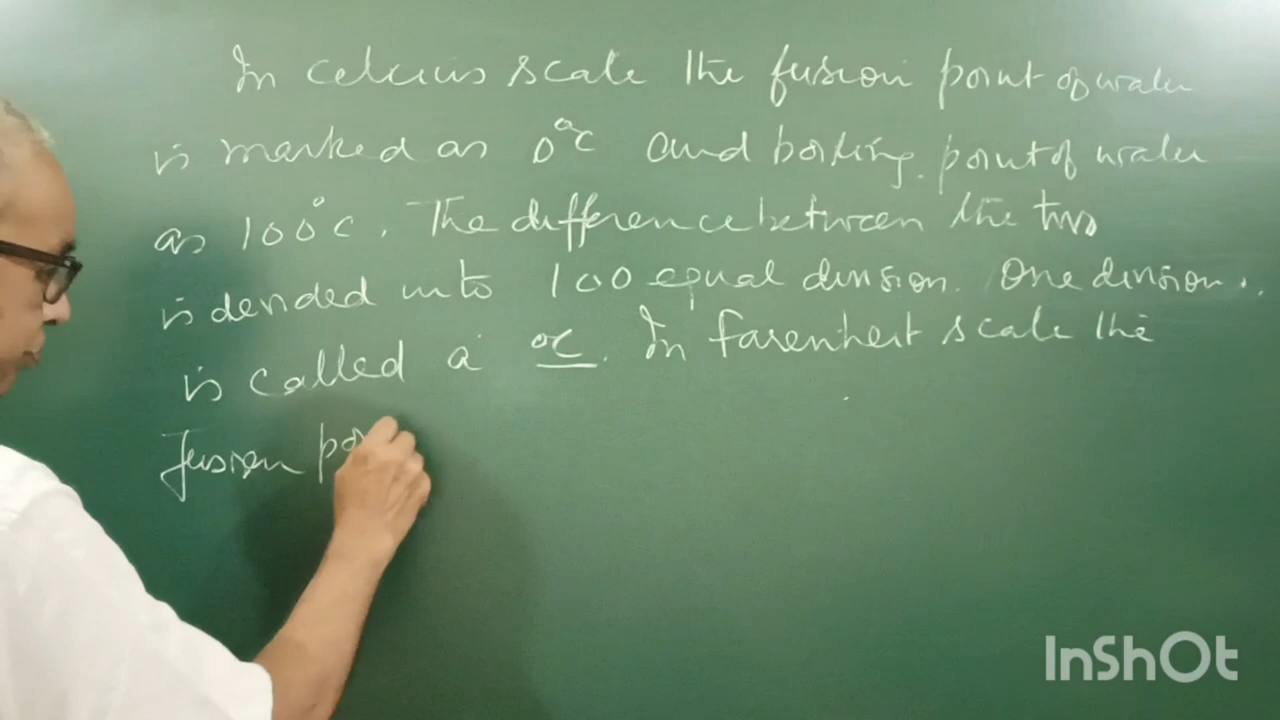 In celcius scale the fusion point of water
is marked as 0°C and boiling point of water
as 100°C. The difference between the two
is devided into 100 equal division. One division
is called a °C. In farenheit scale the
fusion po
InShOt